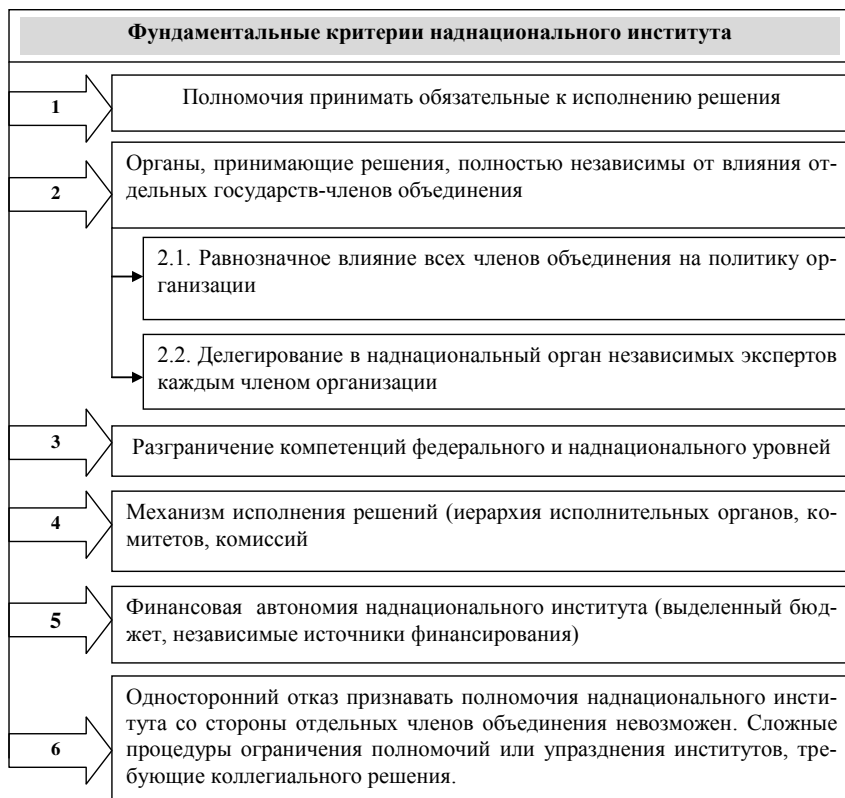 Фундаментальные критерии наднационального института
1
Полномочия принимать обязательные к исполнению решения
2
Органы, принимающие решения, полностью независимы от влияния от-
дельных государств-членов объединения
2.1. Равнозначное влияние всех членов объединения на политику ор-
ганизации
2.2. Делегирование в наднациональный орган независимых экспертов
каждым членом организации
3
Разграничение компетенций федерального и наднационального уровней
4
Механизм исполнения решений (иерархия исполнительных органов, ко-
митетов, комиссий
5
Финансовая автономия наднационального института (выделенный бюд-
жет, независимые источники финансирования)
6
Односторонний отказ признавать полномочия наднационального инсти-
тута со стороны отдельных членов объединения невозможен. Сложные
процедуры ограничения полномочий или упразднения институтов, тре-
бующие коллегиального решения.